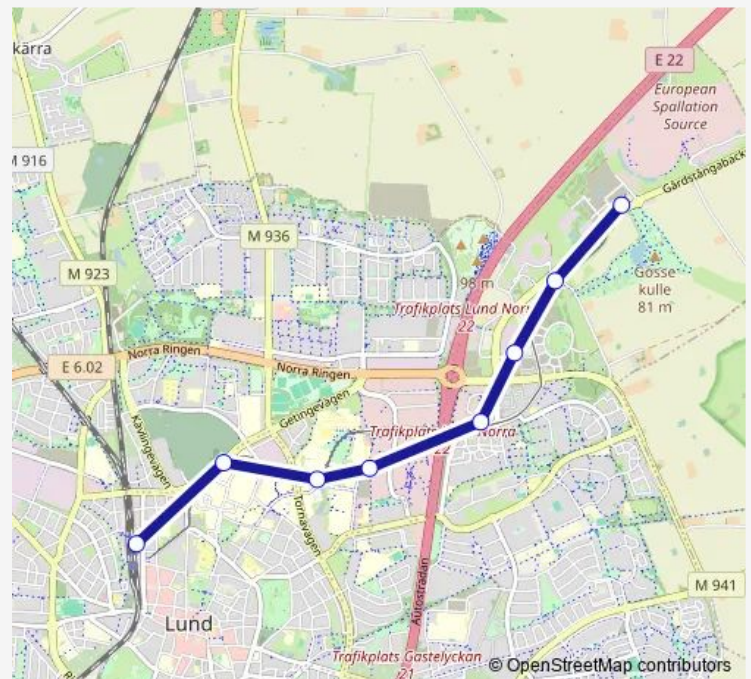 kärra
E 22
European
Spallation
Source
M 916
Gårdstångaback
M 936
M 923
Gosse
kulle
81 m
98 m
Trafikplats Lund Norr
22
Norra Ringen
E 6.02
Norra Ringen
Getingevägen
Kävlingevägen
Trafikplats Norra
22
Tornavägen
Autostradan
M 941
Lund
Trafikplats Gastelyckan
21
© OpenStreetMap contributors